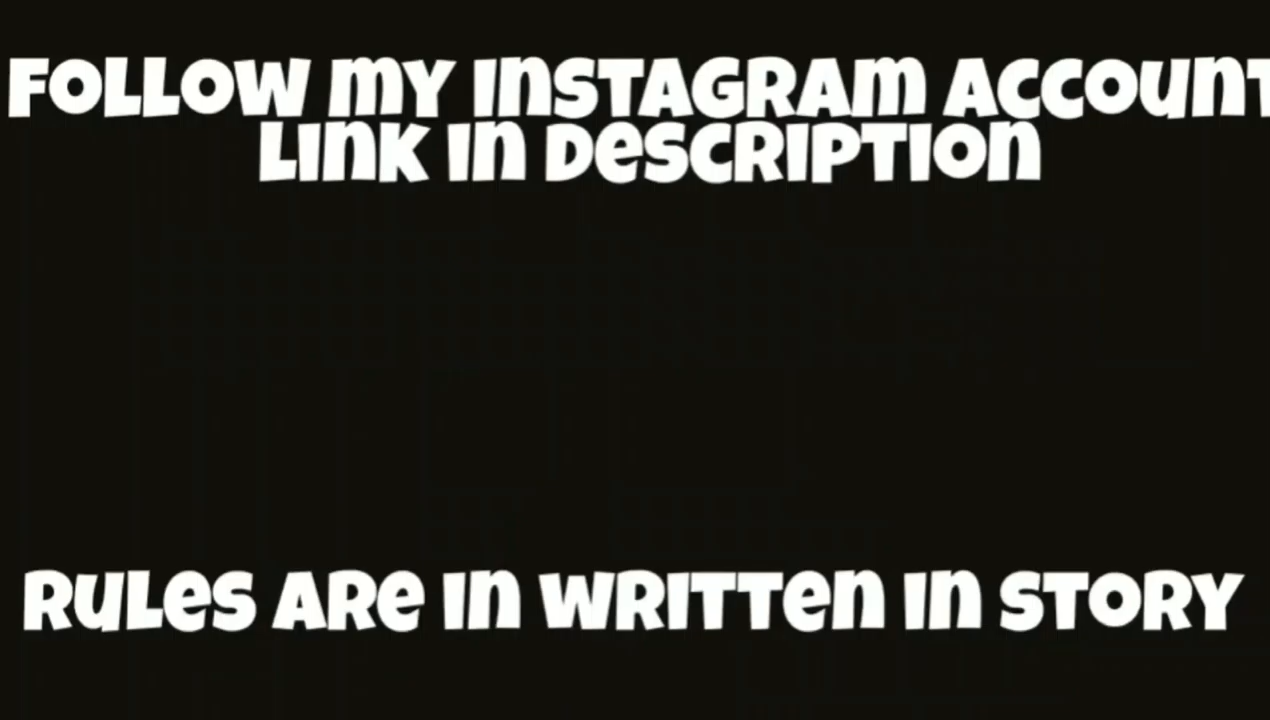 FOLLOW MY INSTAGRAM ACCOUNT
LINK IN DESCRIPTION
RULES ARE IN WRITTEN IN STORY